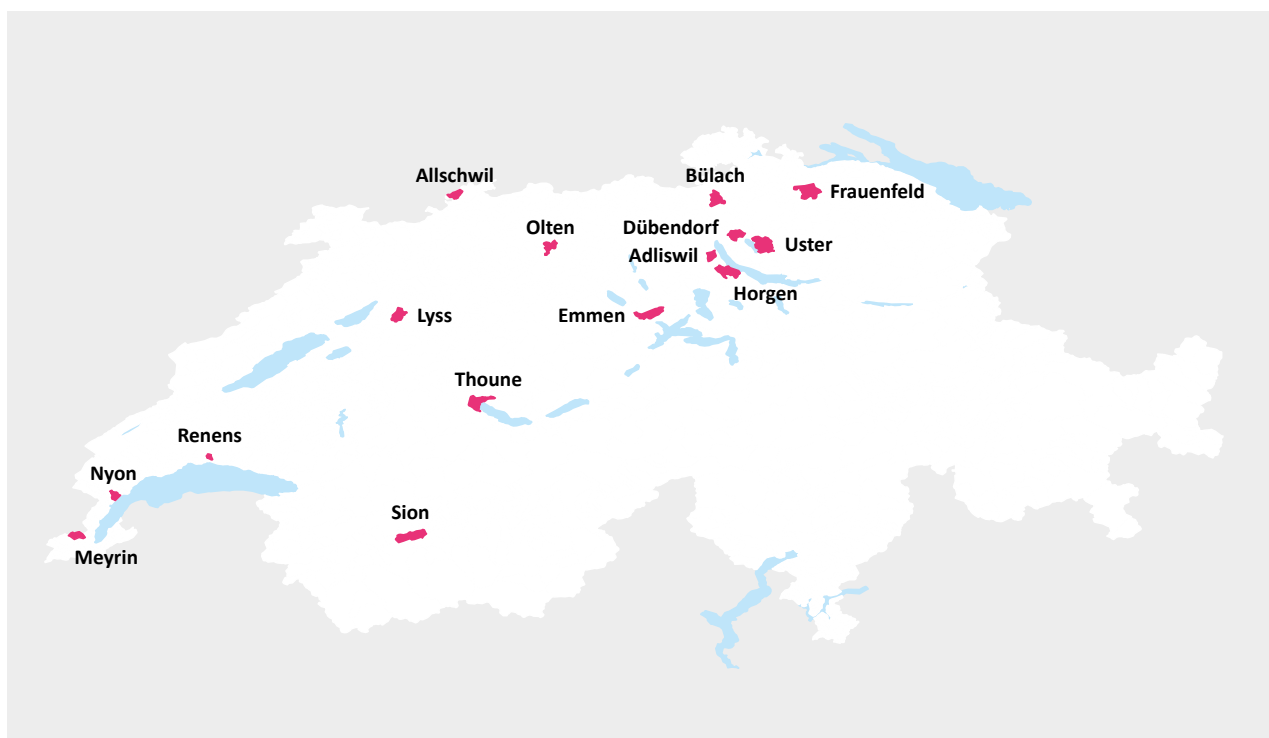 Allschwil
Bülach
Frauenfeld
Olten
Dübendorf
Uster
Adliswil
Horgen
Lyss
Emmen
Thoune
Renens
Nyon
Sion
Meyrin